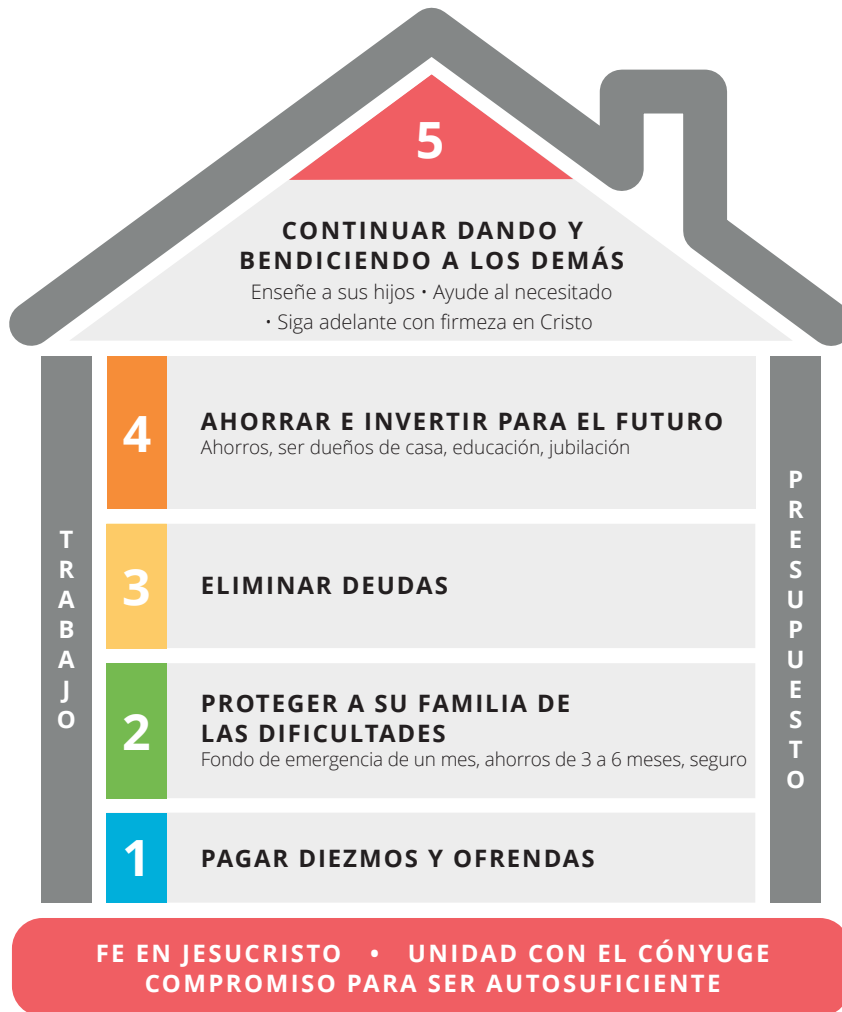 5
CONTINUAR DANDO Y
BENDICIENDO A LOS DEMÁS
Enseñe a sus hijos • Ayude al necesitado
• Siga adelante con firmeza en Cristo
TRABAJO
4
AHORRAR E INVERTIR PARA EL FUTURO
Ahorros, ser dueños de casa, educación, jubilación
3
ELIMINAR DEUDAS
2
PROTEGER A SU FAMILIA DE
LAS DIFICULTADES
Fondo de emergencia de un mes, ahorros de 3 a 6 meses, seguro
1
PAGAR DIEZMOS Y OFRENDAS
PRESUPUESTO
FE EN JESUCRISTO • UNIDAD CON EL CÓNYUGE
COMPROMISO PARA SER AUTOSUFICIENTE